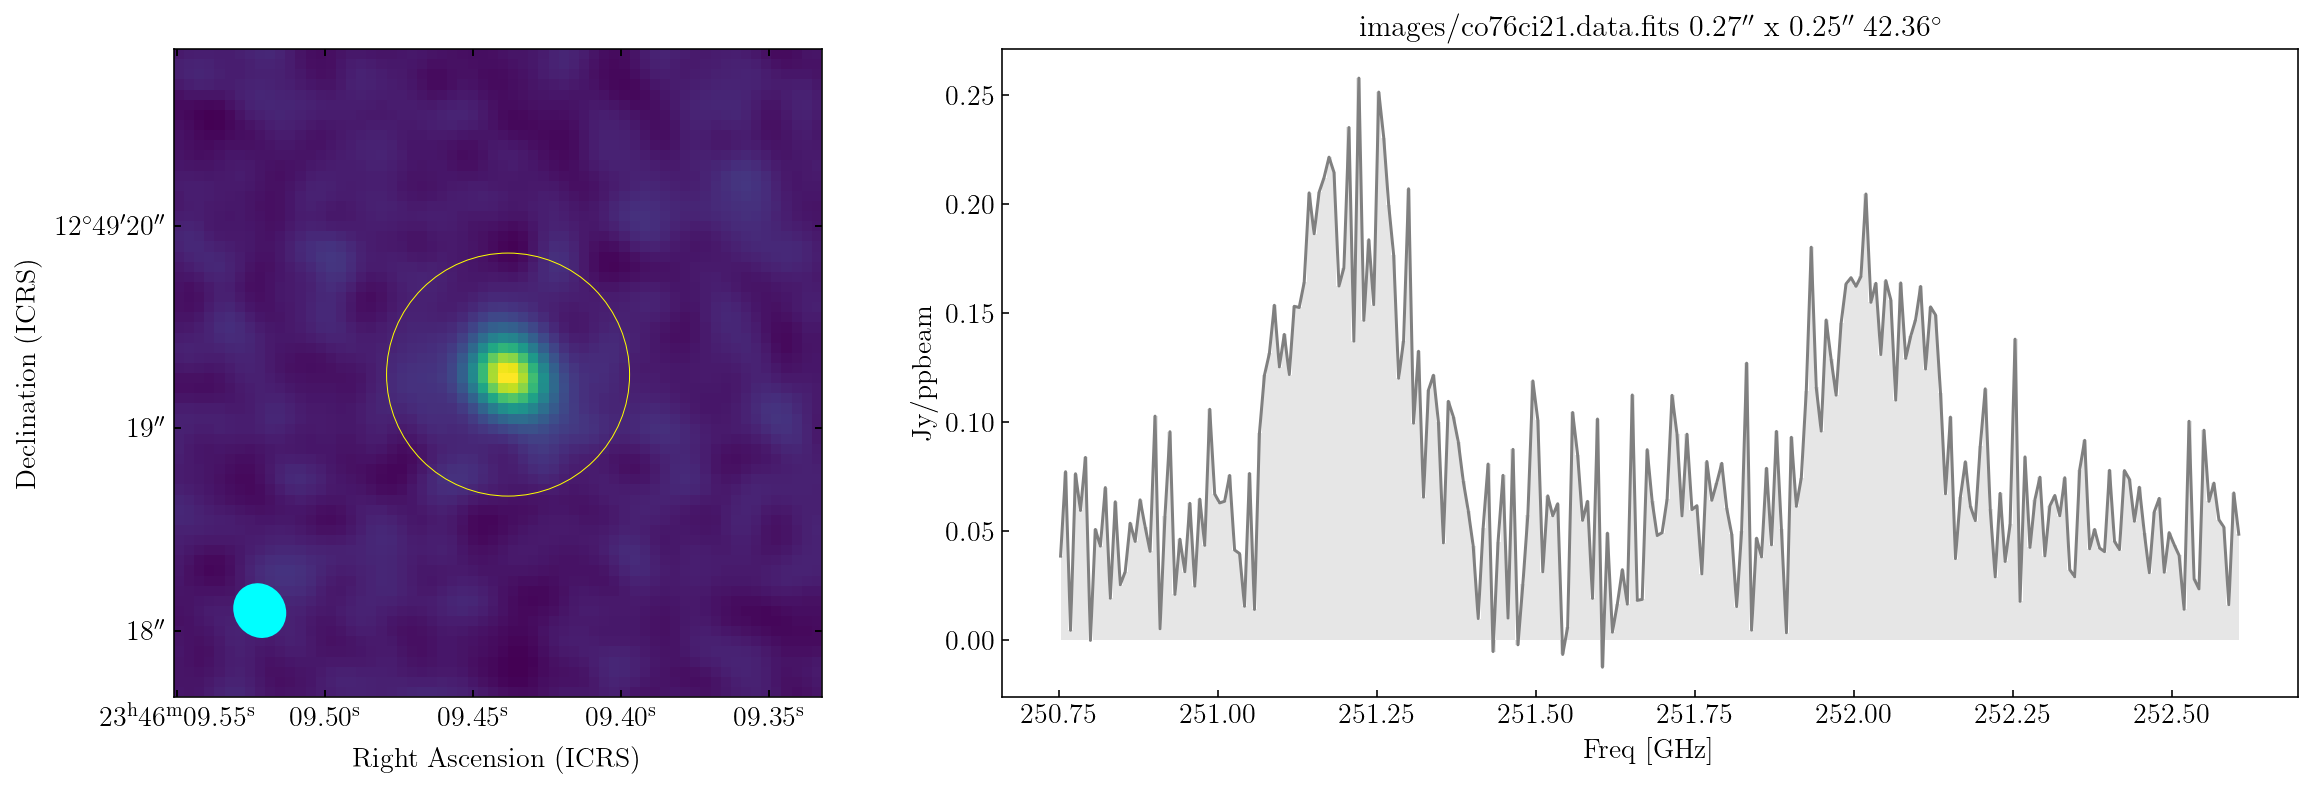 images/co76ci21.data.fits 0.27″ x 0.25″ 42.36°
Declination (ICRS)
12°49′20″
19″
18″
23ʰ46ᵐ09.55ˢ 09.50ˢ 09.45ˢ 09.40ˢ 09.35ˢ
Right Ascension (ICRS)
Jy/ppbeam
0.25
0.20
0.15
0.10
0.05
0.00
250.75 251.00 251.25 251.50 251.75 252.00 252.25 252.50
Freq [GHz]